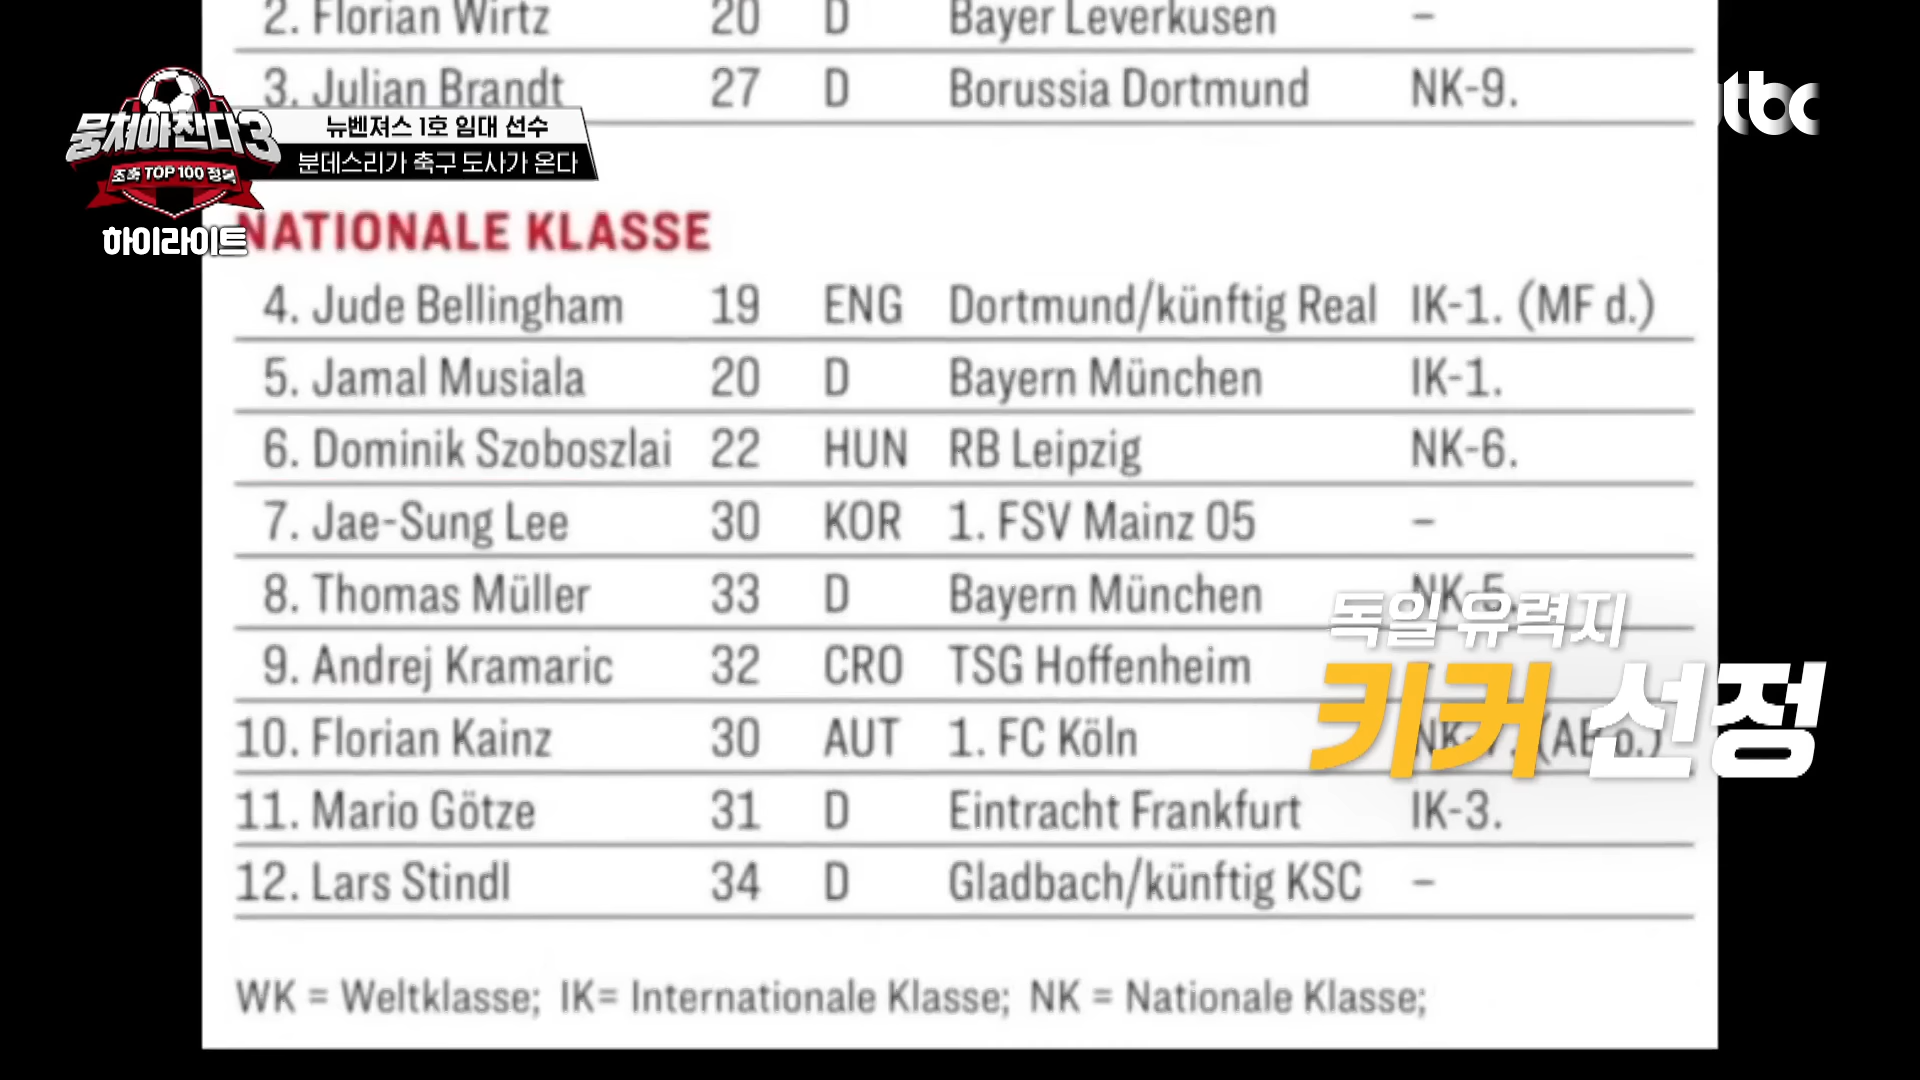 2. Florian Wirtz 20 D Bayer Leverkusen –
3. Julian Brandt 27 D Borussia Dortmund NK-9.
tbc
뭉쳐야찬다3
조축 TOP 100 정복
하이라이트
뉴벤져스 1호 임대 선수
분데스리가 축구 도사가 온다
NATIONALE KLASSE
4. Jude Bellingham 19 ENG Dortmund/künftig Real IK-1. (MF d.)
5. Jamal Musiala 20 D Bayern München IK-1.
6. Dominik Szoboszlai 22 HUN RB Leipzig NK-6.
7. Jae-Sung Lee 30 KOR 1. FSV Mainz 05 –
8. Thomas Müller 33 D Bayern München NK-5.
9. Andrej Kramaric 32 CRO TSG Hoffenheim
10. Florian Kainz 30 AUT 1. FC Köln
11. Mario Götze 31 D Eintracht Frankfurt IK-3.
12. Lars Stindl 34 D Gladbach/künftig KSC –
독일 유력지
키커 선정
WK = Weltklasse; IK= Internationale Klasse; NK = Nationale Klasse;